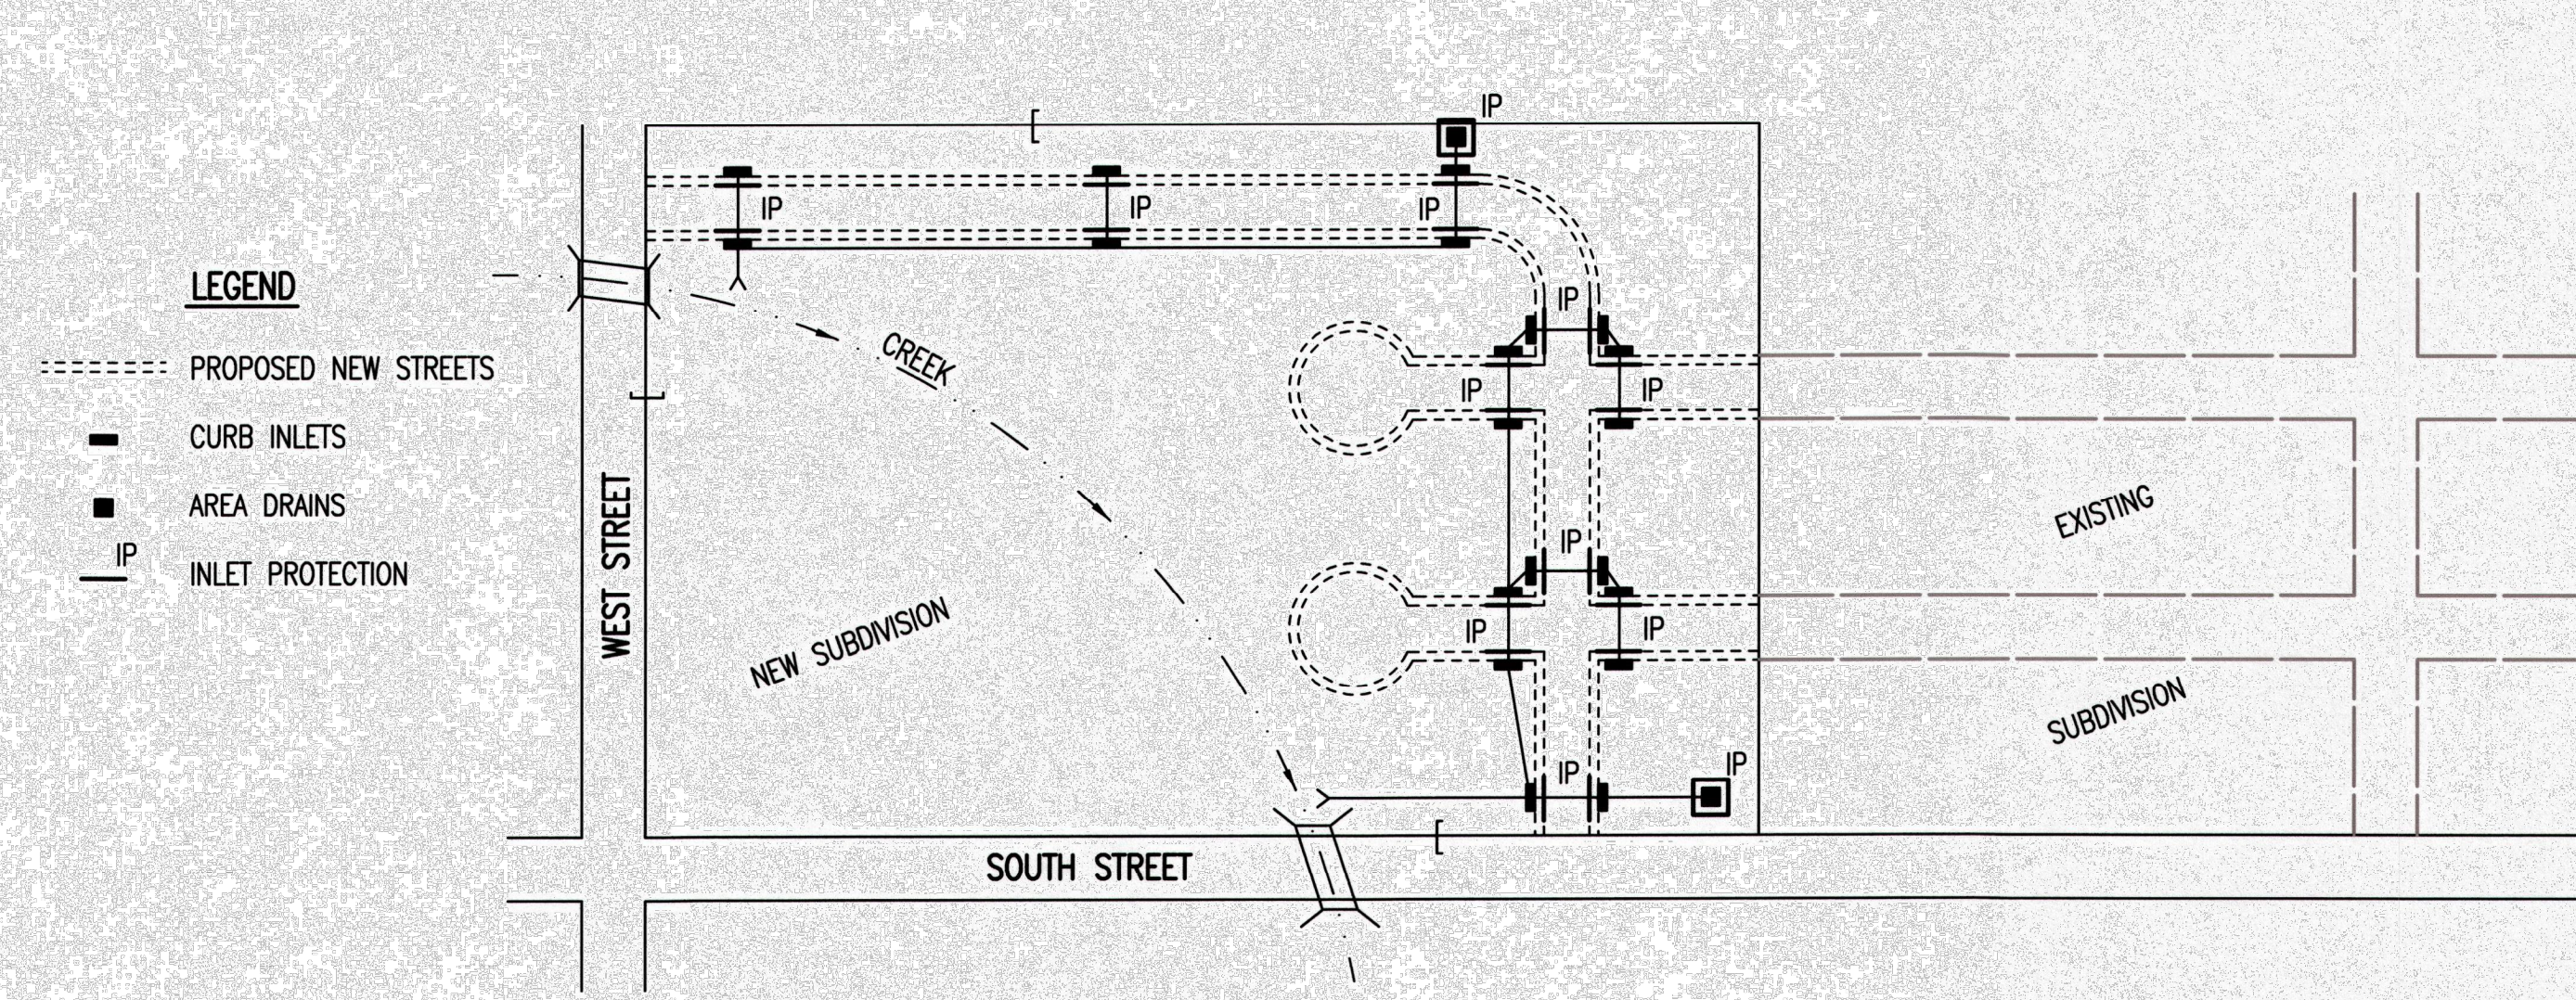 LEGEND
PROPOSED NEW STREETS
CURB INLETS
AREA DRAINS
IP
INLET PROTECTION
WEST STREET
IP
IP
IP
IP
CREEK
IP
IP
IP
NEW SUBDIVISION
IP
IP
IP
IP
IP
SOUTH STREET
EXISTING
SUBDIVISION